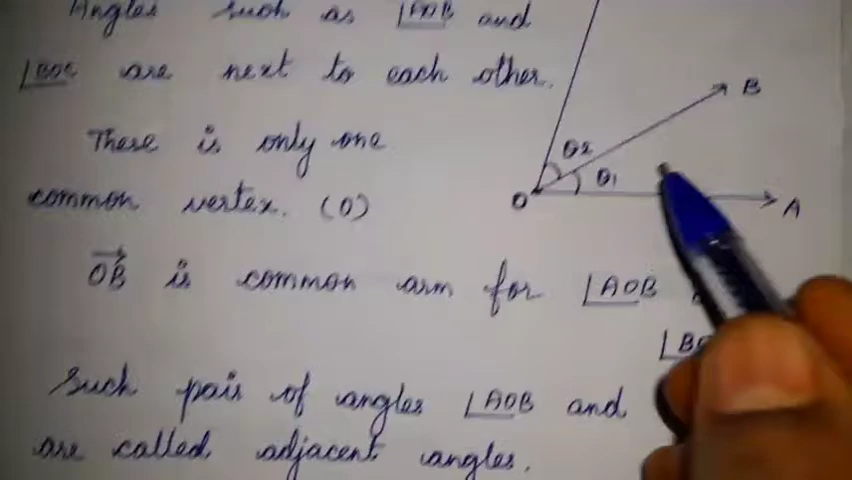 Angles such as ∠AOB and
∠BOC are next to each other.
There is only one
common vertex. (O)
OB is common arm for ∠AOB
Such pair of angles ∠AOB and
are called adjacent angles.
B
θ2
θ1
O
A